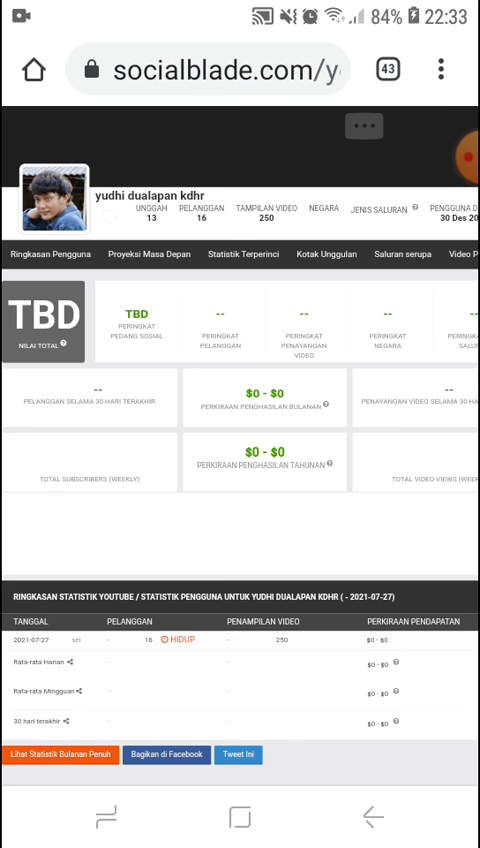 84% 22:33
socialblade.com/y
43
yudhi dualapan kdhr
UNGGAH PELANGGAN TAMPILAN VIDEO NEGARA JENIS SALURAN PENGGUNA D
13 16 250 30 Des 20
Ringkasan Pengguna Proyeksi Masa Depan Statistik Terperinci Kotak Unggulan Saluran serupa Video P
TBD
NILAI TOTAL
TBD
PERINGKAT PEDANG SOSIAL
--
PERINGKAT PELANGGAN
--
PERINGKAT PENAYANGAN VIDEO
--
PERINGKAT NEGARA
--
PERINGKA
SALUR
--
PELANGGAN SELAMA 30 HARI TERAKHIR
$0 - $0
PERKIRAAN PENGHASILAN BULANAN
--
PENAYANGAN VIDEO SELAMA 30 HA
TOTAL SUBSCRIBERS (WEEKLY)
$0 - $0
PERKIRAAN PENGHASILAN TAHUNAN
TOTAL VIDEO VIEWS (WEEK
RINGKASAN STATISTIK YOUTUBE / STATISTIK PENGGUNA UNTUK YUDHI DUALAPAN KDHR ( - 2021-07-27)
TANGGAL PELANGGAN PENAMPILAN VIDEO PERKIRAAN PENDAPATAN
2021-07-27 sel -- 16 HIDUP -- 250 $0 - $0
Rata-rata Harian -- -- $0 - $0
Rata-rata Mingguan -- -- $0 - $0
30 hari terakhir -- -- $0 - $0
Lihat Statistik Bulanan Penuh Bagikan di Facebook Tweet Ini